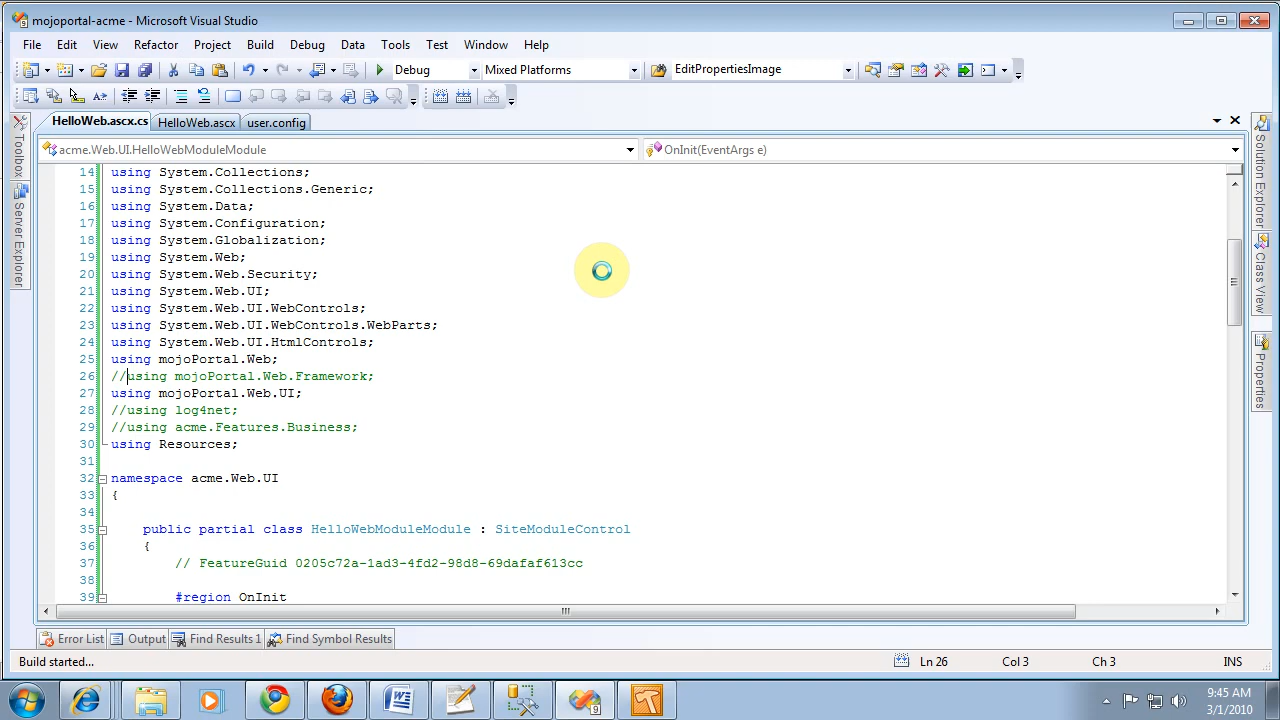 mojoportal-acme - Microsoft Visual Studio
File Edit View Refactor Project Build Debug Data Tools Test Window Help
Debug Mixed Platforms EditPropertiesImage
HelloWeb.ascx.cs HelloWeb.ascx user.config
acme.Web.UI.HelloWebModuleModule OnInit(EventArgs e)
Toolbox
Server Explorer
14 using System.Collections;
15 using System.Collections.Generic;
16 using System.Data;
17 using System.Configuration;
18 using System.Globalization;
19 using System.Web;
20 using System.Web.Security;
21 using System.Web.UI;
22 using System.Web.UI.WebControls;
23 using System.Web.UI.WebControls.WebParts;
24 using System.Web.UI.HtmlControls;
25 using mojoPortal.Web;
26 //using mojoPortal.Web.Framework;
27 using mojoPortal.Web.UI;
28 //using log4net;
29 //using acme.Features.Business;
30 using Resources;
31
32 namespace acme.Web.UI
33 {
34
35 public partial class HelloWebModuleModule : SiteModuleControl
36 {
37 // FeatureGuid 0205c72a-1ad3-4fd2-98d8-69dafaf613cc
38
39 #region OnInit
Solution Explorer
Class View
Properties
Error List Output Find Results 1 Find Symbol Results
Build started... Ln 26 Col 3 Ch 3 INS
9:45 AM
3/1/2010